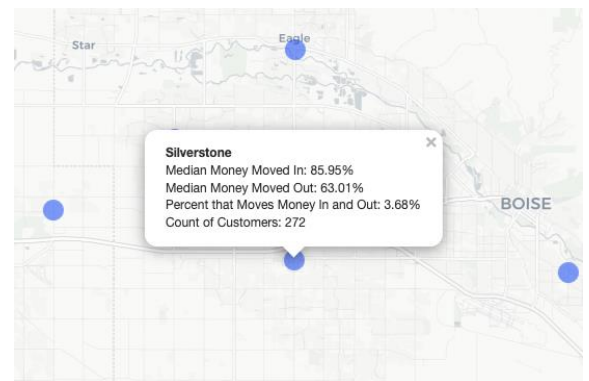 Star
Eagle
Silverstone
Median Money Moved In: 85.95%
Median Money Moved Out: 63.01%
Percent that Moves Money In and Out: 3.68%
Count of Customers: 272
×
BOISE